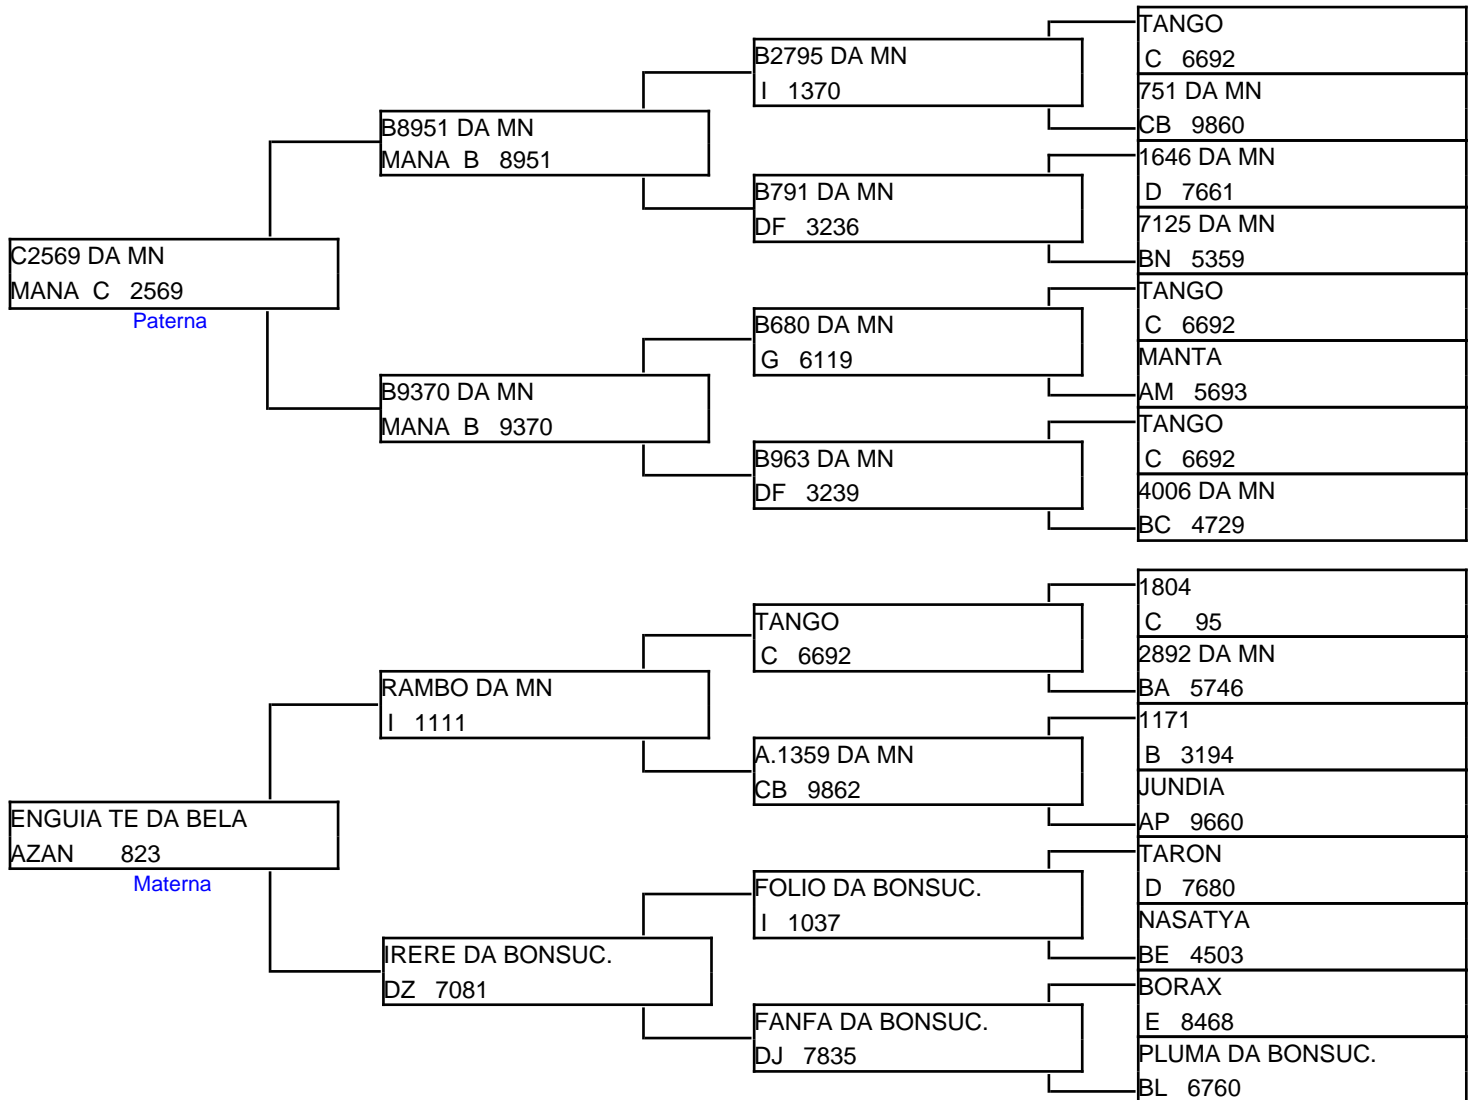 TANGO
C 6692
B2795 DA MN
I 1370
751 DA MN
CB 9860
B8951 DA MN
MANA B 8951
1646 DA MN
D 7661
B791 DA MN
DF 3236
7125 DA MN
BN 5359
C2569 DA MN
MANA C 2569
Paterna
TANGO
C 6692
B680 DA MN
G 6119
MANTA
AM 5693
B9370 DA MN
MANA B 9370
TANGO
C 6692
B963 DA MN
DF 3239
4006 DA MN
BC 4729
1804
C 95
TANGO
C 6692
2892 DA MN
BA 5746
RAMBO DA MN
I 1111
1171
B 3194
A.1359 DA MN
CB 9862
JUNDIA
AP 9660
ENGUIA TE DA BELA
AZAN 823
Materna
TARON
D 7680
FOLIO DA BONSUC.
I 1037
NASATYA
BE 4503
IRERE DA BONSUC.
DZ 7081
BORAX
E 8468
FANFA DA BONSUC.
DJ 7835
PLUMA DA BONSUC.
BL 6760